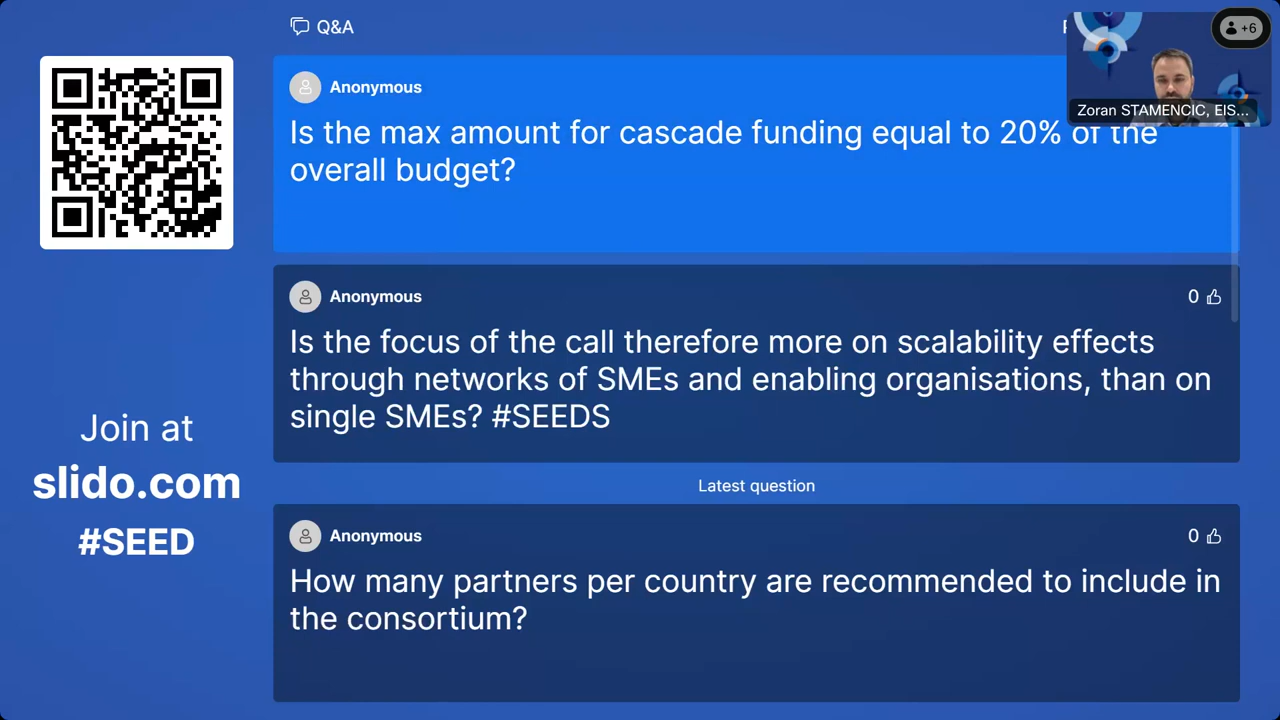 Q&A
+6
Zoran STAMENCIC, EIS...
Anonymous
Is the max amount for cascade funding equal to 20% of the
overall budget?
Anonymous
0
Is the focus of the call therefore more on scalability effects
through networks of SMEs and enabling organisations, than on
single SMEs? #SEEDS
Join at
slido.com
#SEED
Latest question
Anonymous
0
How many partners per country are recommended to include in
the consortium?